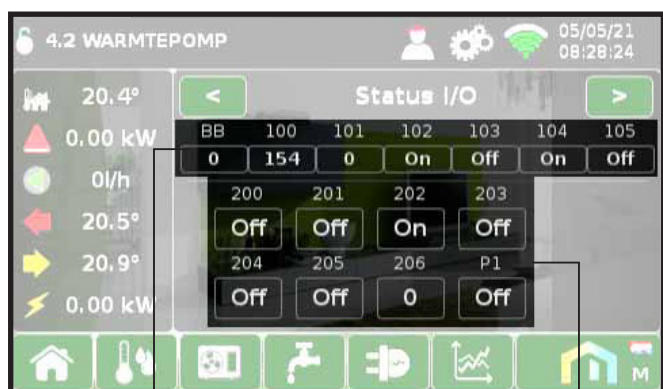 4.2 WARMTEPOMP
05/05/21
08:28:24
20.4°
0.00 kW
0l/h
20.5°
20.9°
0.00 kW
< Status I/O >
BB 100 101 102 103 104 105
0 154 0 On Off On Off
200 201 202 203
Off Off On Off
204 205 206 P1
Off Off 0 Off
M